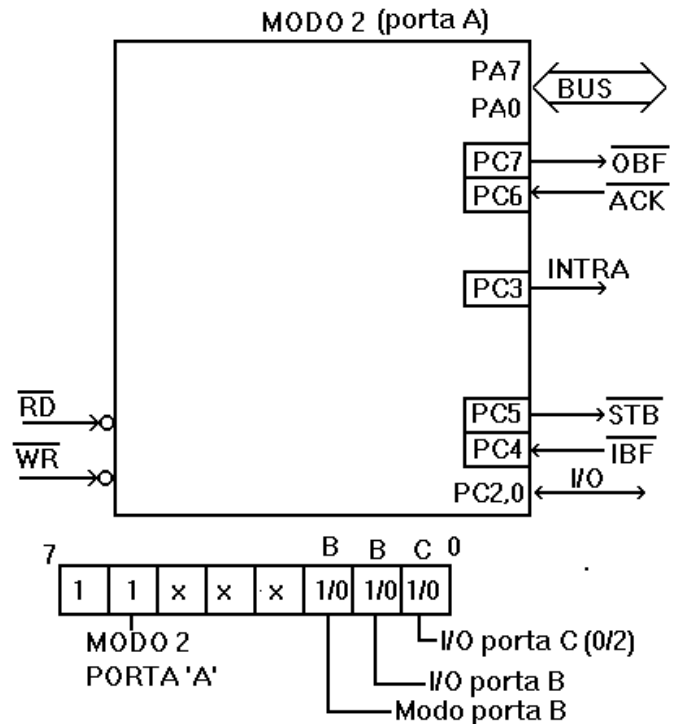 MODO 2 (porta A)
PA7
BUS
PA0
PC7 OBF
PC6 ACK
PC3 INTRA
RD
PC5 STB
WR
PC4 IBF
PC2,0 I/O
7 B B C 0
1 1 x x x 1/0 1/0 1/0
MODO 2
PORTA 'A'
I/O porta C (0/2)
I/O porta B
Modo porta B